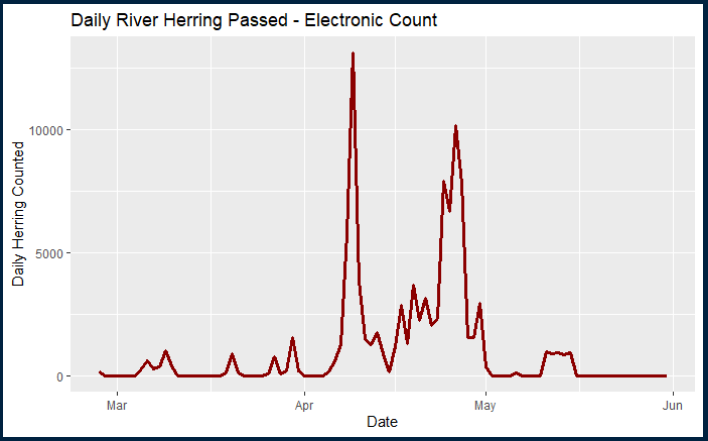 Daily River Herring Passed - Electronic Count
Daily Herring Counted
10000
5000
0
Mar
Apr
May
Jun
Date